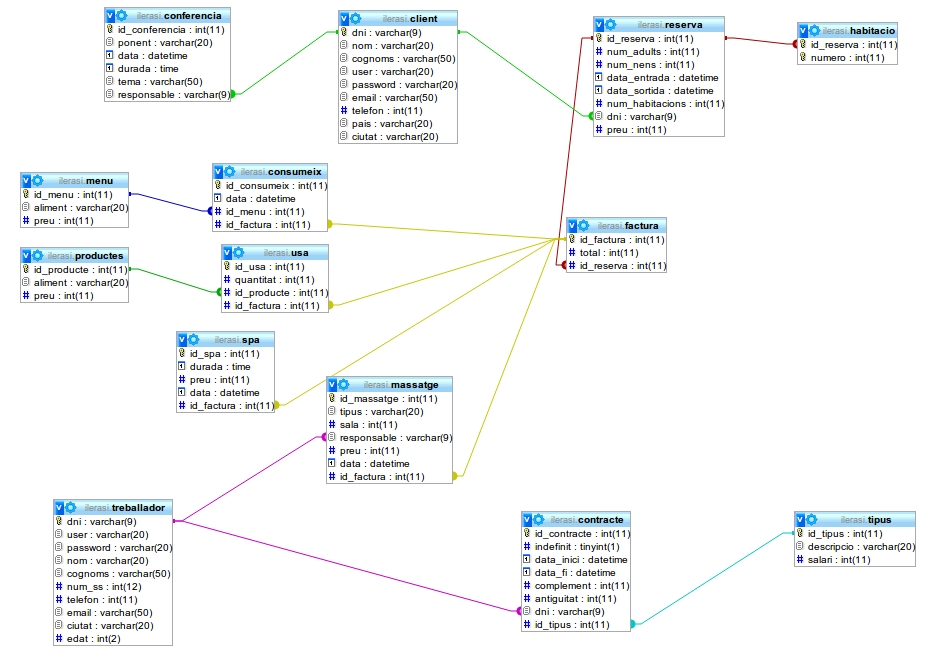 ilerasi.conferencia
id_conferencia : int(11)
ponent : varchar(20)
data : datetime
durada : time
tema : varchar(50)
responsable : varchar(9)
ilerasi.client
dni : varchar(9)
nom : varchar(20)
cognoms : varchar(50)
user : varchar(20)
password : varchar(20)
email : varchar(50)
telefon : int(11)
pais : varchar(20)
ciutat : varchar(20)
ilerasi.reserva
id_reserva : int(11)
num_adults : int(11)
num_nens : int(11)
data_entrada : datetime
data_sortida : datetime
num_habitacions : int(11)
dni : varchar(9)
preu : int(11)
ilerasi.habitacio
id_reserva : int(11)
numero : int(11)
ilerasi.menu
id_menu : int(11)
aliment : varchar(20)
preu : int(11)
ilerasi.consumeix
id_consumeix : int(11)
data : datetime
id_menu : int(11)
id_factura : int(11)
ilerasi.factura
id_factura : int(11)
total : int(11)
id_reserva : int(11)
ilerasi.productes
id_producte : int(11)
aliment : varchar(20)
preu : int(11)
ilerasi.usa
id_usa : int(11)
quantitat : int(11)
id_producte : int(11)
id_factura : int(11)
ilerasi.spa
id_spa : int(11)
durada : time
preu : int(11)
data : datetime
id_factura : int(11)
ilerasi.massatge
id_massatge : int(11)
tipus : varchar(20)
sala : int(11)
responsable : varchar(9)
preu : int(11)
data : datetime
id_factura : int(11)
ilerasi.treballador
dni : varchar(9)
user : varchar(20)
password : varchar(20)
nom : varchar(20)
cognoms : varchar(50)
num_ss : int(12)
telefon : int(11)
email : varchar(50)
ciutat : varchar(20)
edat : int(2)
ilerasi.contracte
id_contracte : int(11)
indefinit : tinyint(1)
data_inici : datetime
data_fi : datetime
complement : int(11)
antiguitat : int(11)
dni : varchar(9)
id_tipus : int(11)
ilerasi.tipus
id_tipus : int(11)
descripcio : varchar(20)
salari : int(11)